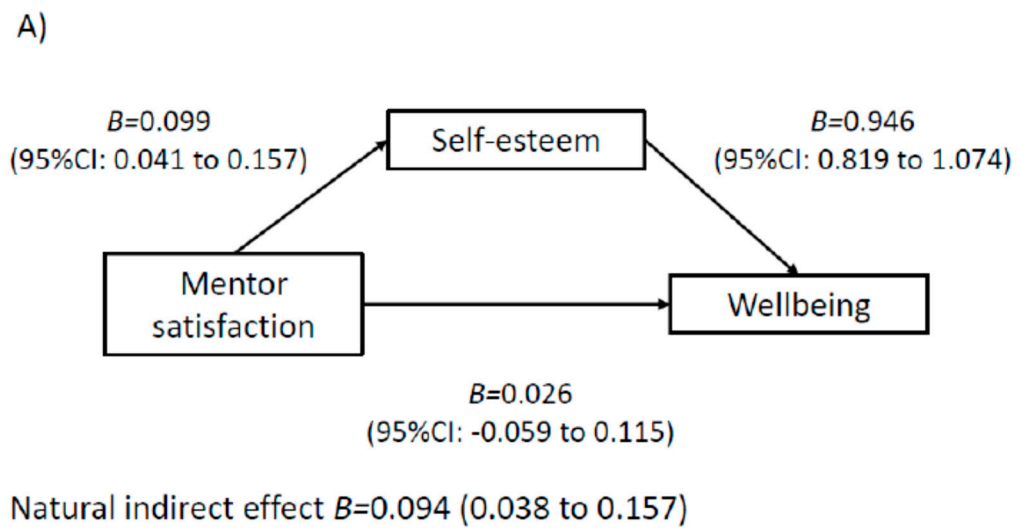 A)
B=0.099
(95%CI: 0.041 to 0.157)
Self-esteem
B=0.946
(95%CI: 0.819 to 1.074)
Mentor
satisfaction
Wellbeing
B=0.026
(95%CI: -0.059 to 0.115)
Natural indirect effect B=0.094 (0.038 to 0.157)